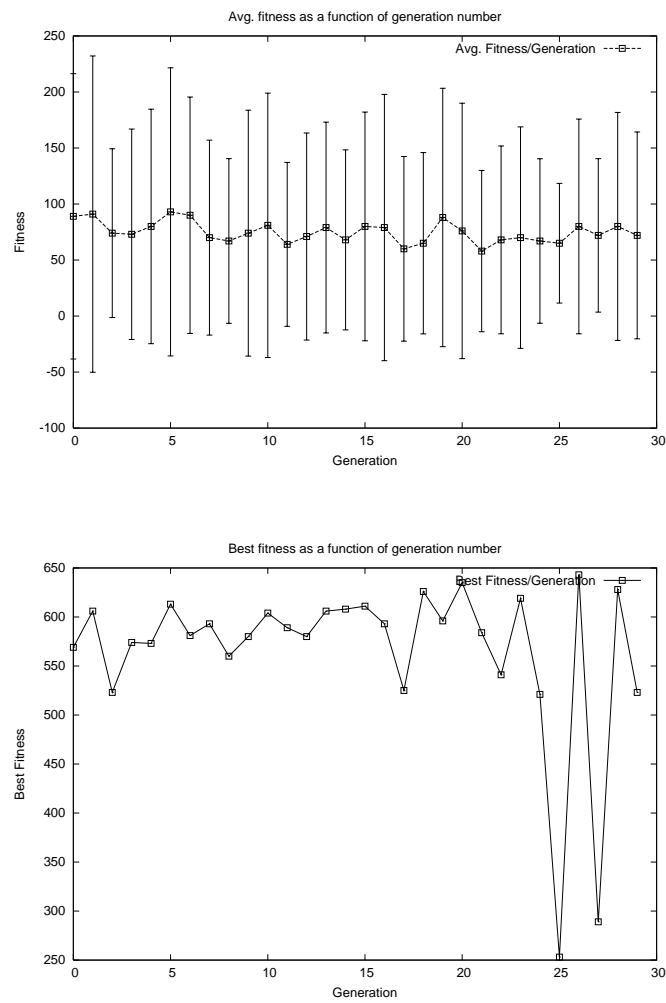 Avg. fitness as a function of generation number
250
Avg. Fitness/Generation
200
150
100
50
0
-50
-100
Fitness
0 5 10 15 20 25 30
Generation
Best fitness as a function of generation number
650
Best Fitness/Generation
600
550
500
450
400
350
300
250
Best Fitness
0 5 10 15 20 25 30
Generation